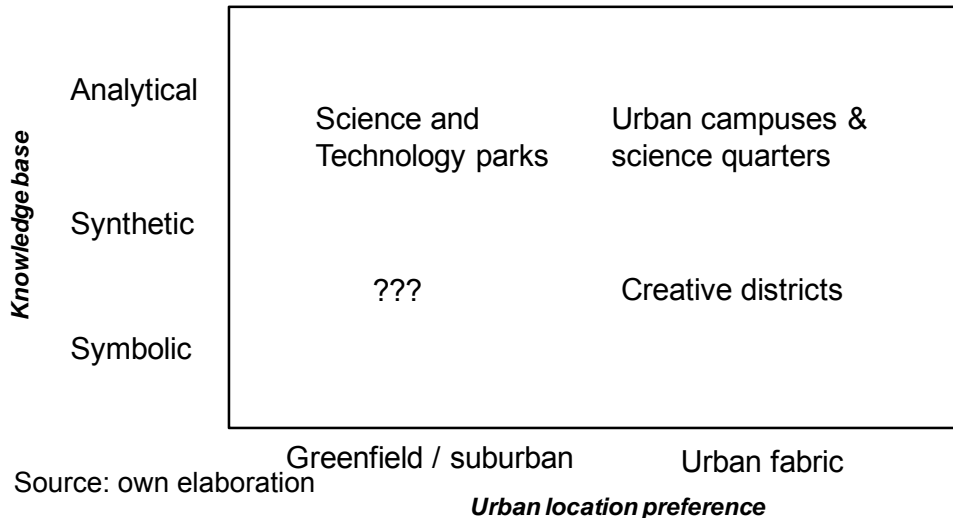 Analytical
Science and
Technology parks
Urban campuses &
science quarters
Knowledge base
Synthetic
???
Creative districts
Symbolic
Greenfield / suburban
Urban fabric
Source: own elaboration
Urban location preference